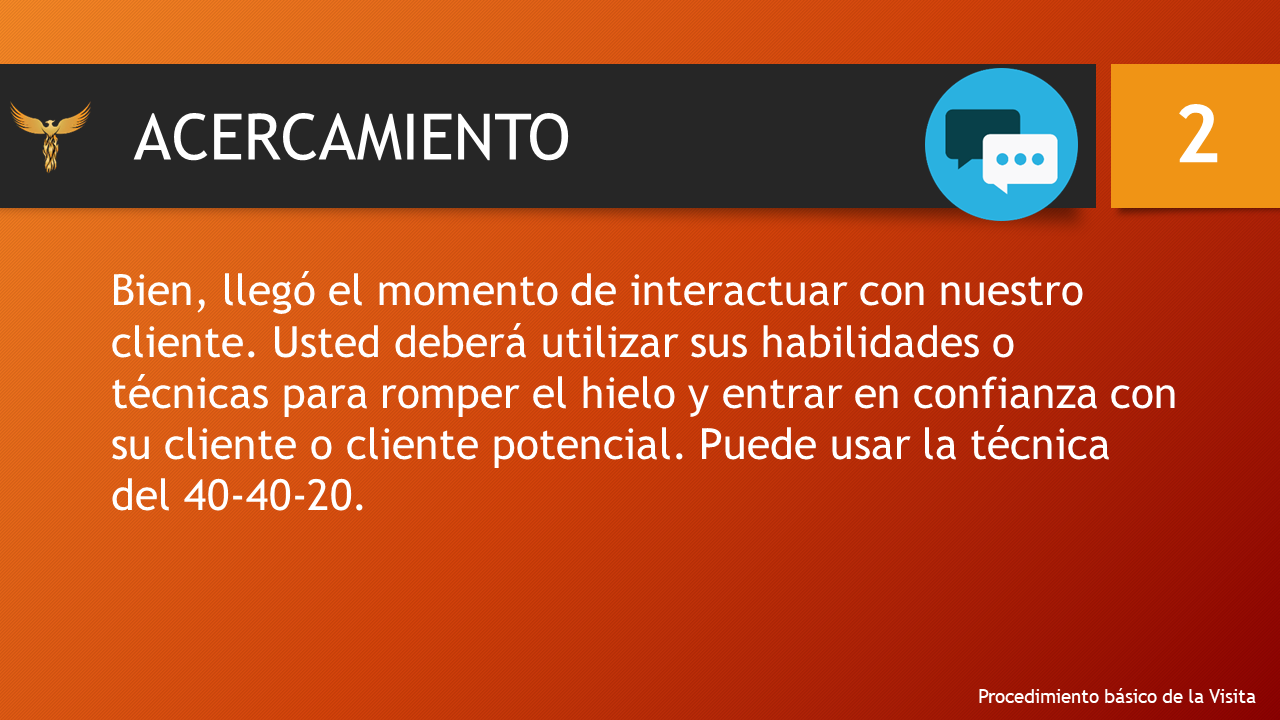 ACERCAMIENTO
2
Bien, llegó el momento de interactuar con nuestro
cliente. Usted deberá utilizar sus habilidades o
técnicas para romper el hielo y entrar en confianza con
su cliente o cliente potencial. Puede usar la técnica
del 40-40-20.
Procedimiento básico de la Visita